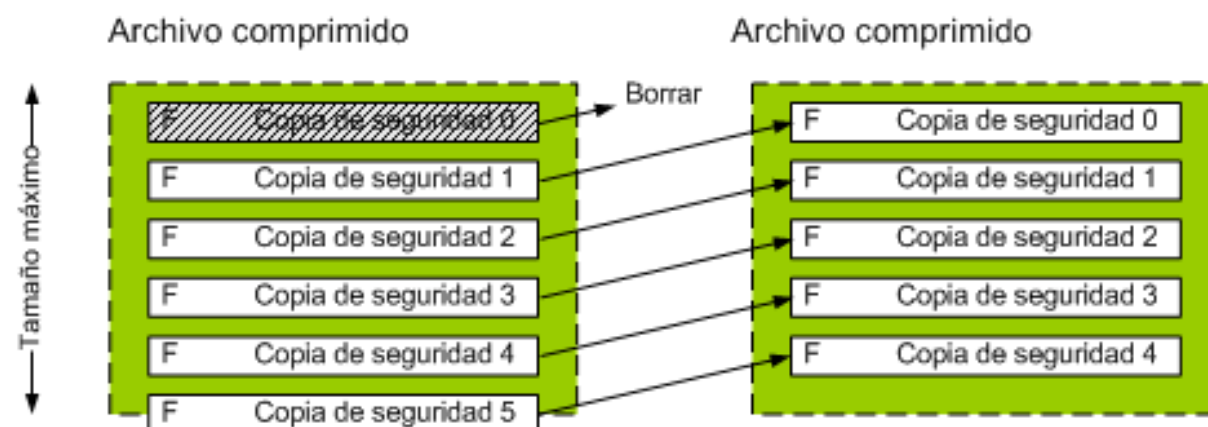 Archivo comprimido
Archivo comprimido
Borrar
F Copia de seguridad 0
F Copia de seguridad 1
F Copia de seguridad 2
F Copia de seguridad 3
F Copia de seguridad 4
F Copia de seguridad 5
Tamaño máximo
F Copia de seguridad 0
F Copia de seguridad 1
F Copia de seguridad 2
F Copia de seguridad 3
F Copia de seguridad 4